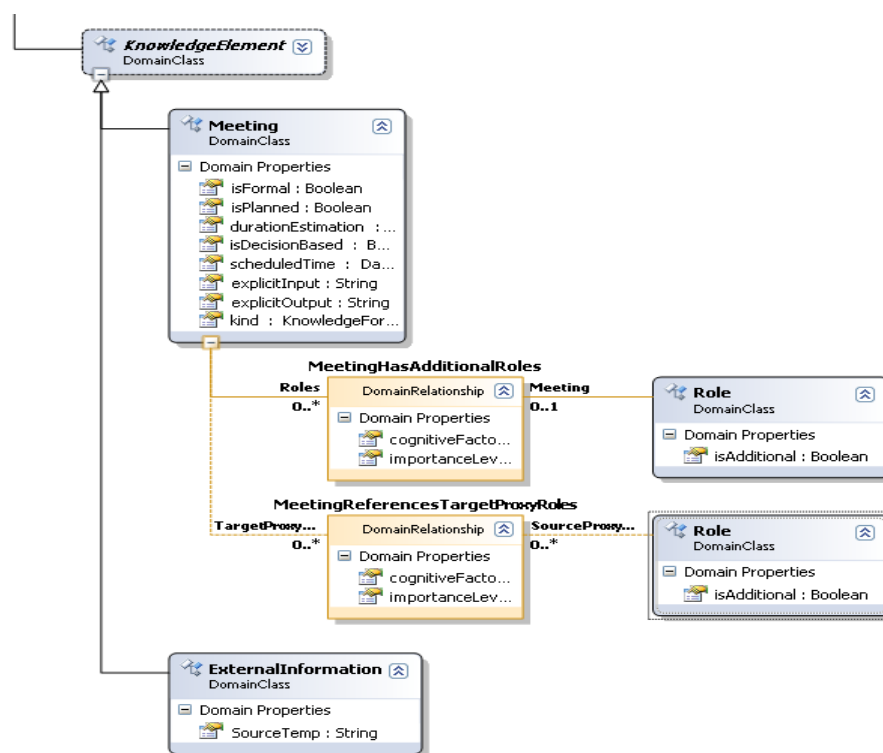 KnowledgeElement
DomainClass
Meeting
DomainClass
Domain Properties
isFormal : Boolean
isPlanned : Boolean
durationEstimation : ...
isDecisionBased : B...
scheduledTime : Da...
explicitInput : String
explicitOutput : String
kind : KnowledgeFor...
MeetingHasAdditionalRoles
Roles
0..*
DomainRelationship
Domain Properties
cognitiveFacto...
importanceLev...
Meeting
0..1
Role
DomainClass
Domain Properties
isAdditional : Boolean
MeetingReferencesTargetProxyRoles
TargetProxy...
0..*
DomainRelationship
Domain Properties
cognitiveFacto...
importanceLev...
SourceProxy...
0..*
Role
DomainClass
Domain Properties
isAdditional : Boolean
ExternalInformation
DomainClass
Domain Properties
SourceTemp : String